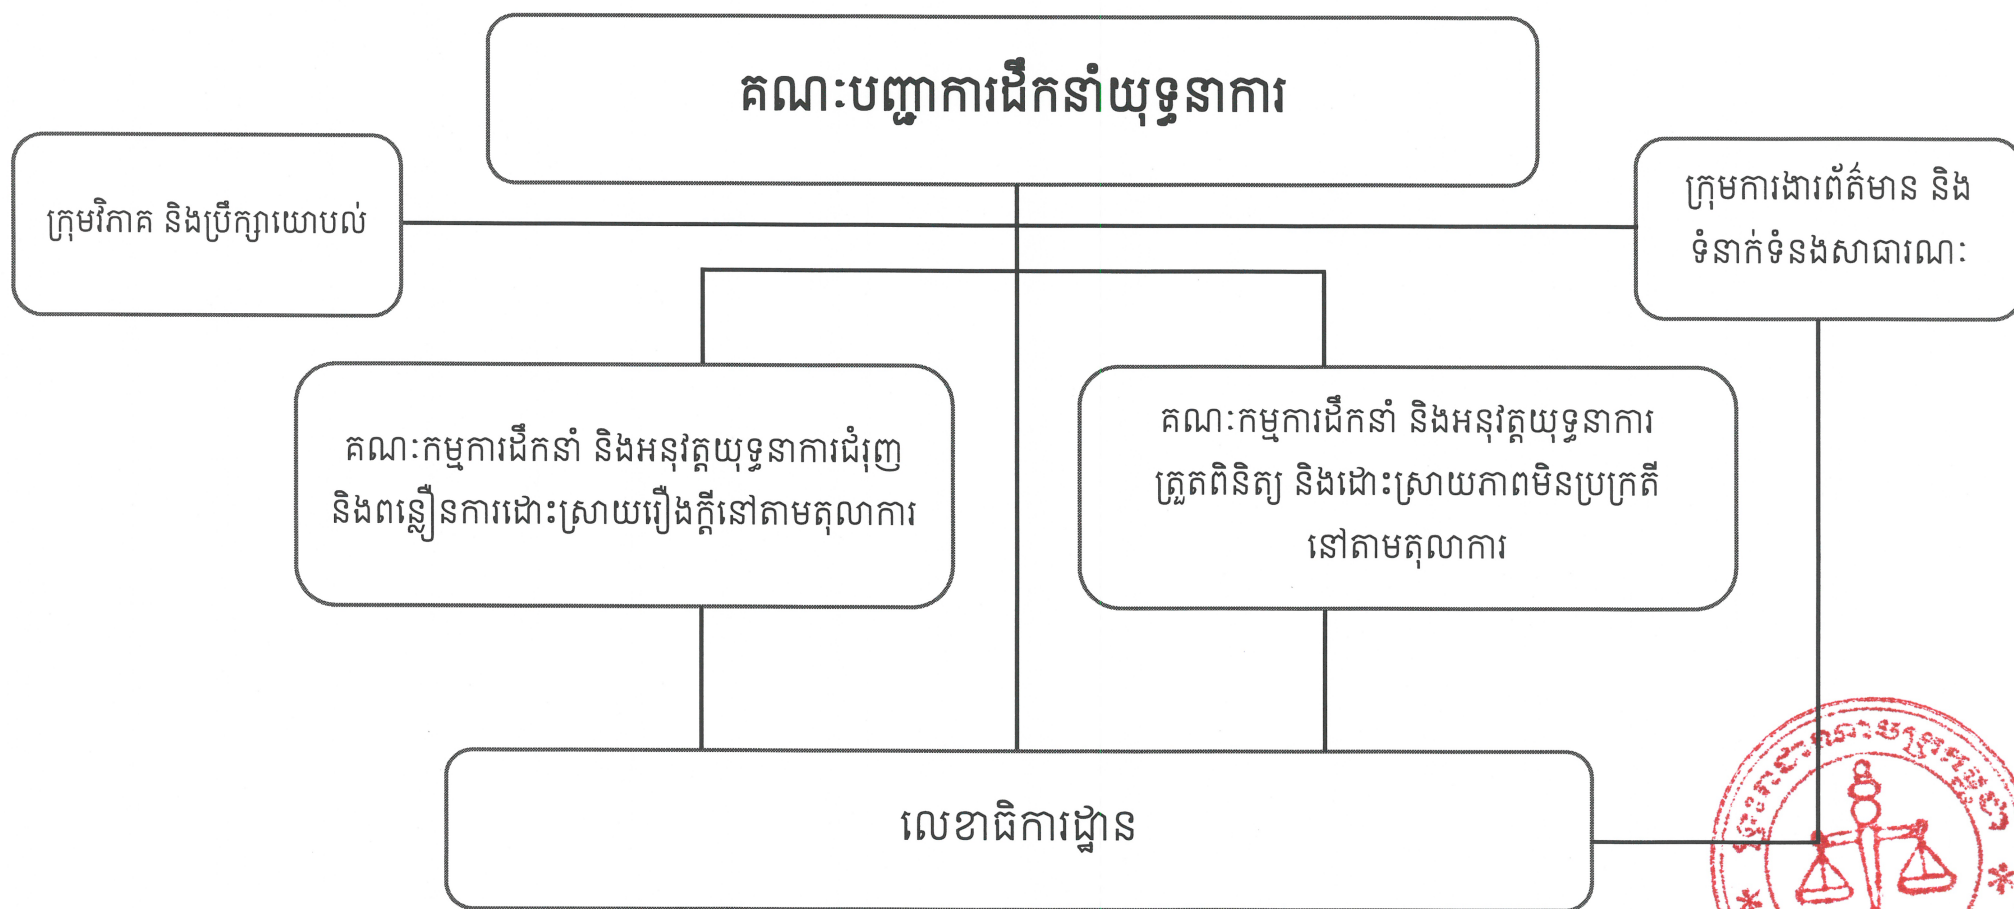 គណៈបញ្ជាការដឹកនាំយុទ្ធនាការ
ក្រុមវិភាគ និងប្រឹក្សាយោបល់
ក្រុមការងារព័ត៌មាន និង
ទំនាក់ទំនងសាធារណៈ
គណៈកម្មការដឹកនាំ និងអនុវត្តយុទ្ធនាការជំរុញ
និងពន្លឿនការដោះស្រាយរឿងក្តីនៅតាមតុលាការ
គណៈកម្មការដឹកនាំ និងអនុវត្តយុទ្ធនាការ
ត្រួតពិនិត្យ និងដោះស្រាយភាពមិនប្រក្រតី
នៅតាមតុលាការ
លេខាធិការដ្ឋាន